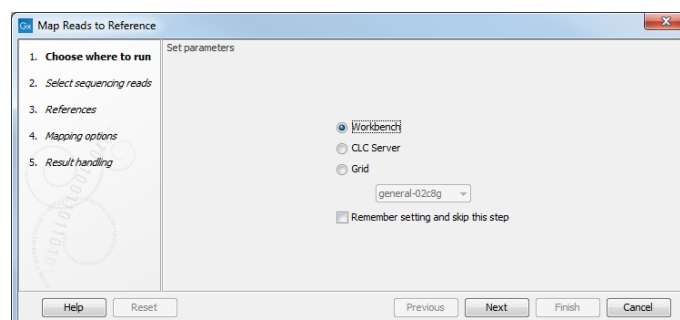 Gx Map Reads to Reference
Set parameters
1. Choose where to run
2. Select sequencing reads
3. References
4. Mapping options
5. Result handling
Workbench
CLC Server
Grid
general-02c8g
Remember setting and skip this step
Help Reset Previous Next Finish Cancel